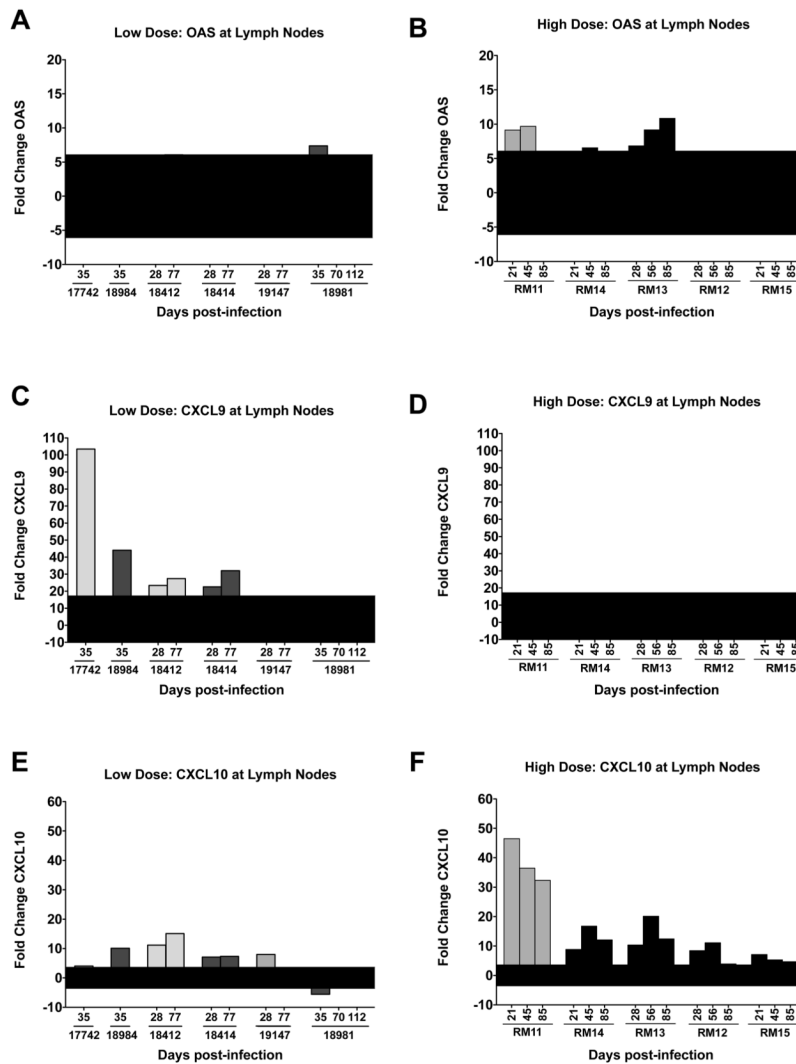 A
Low Dose: OAS at Lymph Nodes
Fold Change OAS
20
15
10
5
0
-5
-10
35 35 28 77 28 77 28 77 35 70 112
17742 18984 18412 18414 19147 18981
Days post-infection
B
High Dose: OAS at Lymph Nodes
Fold Change OAS
20
15
10
5
0
-5
-10
21 45 85 21 45 85 28 56 85 28 56 85 21 45 85
RM11 RM14 RM13 RM12 RM15
Days post-infection
C
Low Dose: CXCL9 at Lymph Nodes
Fold Change CXCL9
110
100
90
80
70
60
50
40
30
20
10
0
-10
35 35 28 77 28 77 28 77 35 70 112
17742 18984 18412 18414 19147 18981
Days post-infection
D
High Dose: CXCL9 at Lymph Nodes
Fold Change CXCL9
110
100
90
80
70
60
50
40
30
20
10
0
-10
21 45 85 21 45 85 28 56 85 28 56 85 21 45 85
RM11 RM14 RM13 RM12 RM15
Days post-infection
E
Low Dose: CXCL10 at Lymph Nodes
Fold Change CXCL10
60
50
40
30
20
10
0
-10
35 35 28 77 28 77 28 77 35 70 112
17742 18984 18412 18414 19147 18981
Days post-infection
F
High Dose: CXCL10 at Lymph Nodes
Fold Change CXCL10
60
50
40
30
20
10
0
-10
21 45 85 21 45 85 28 56 85 28 56 85 21 45 85
RM11 RM14 RM13 RM12 RM15
Days post-infection